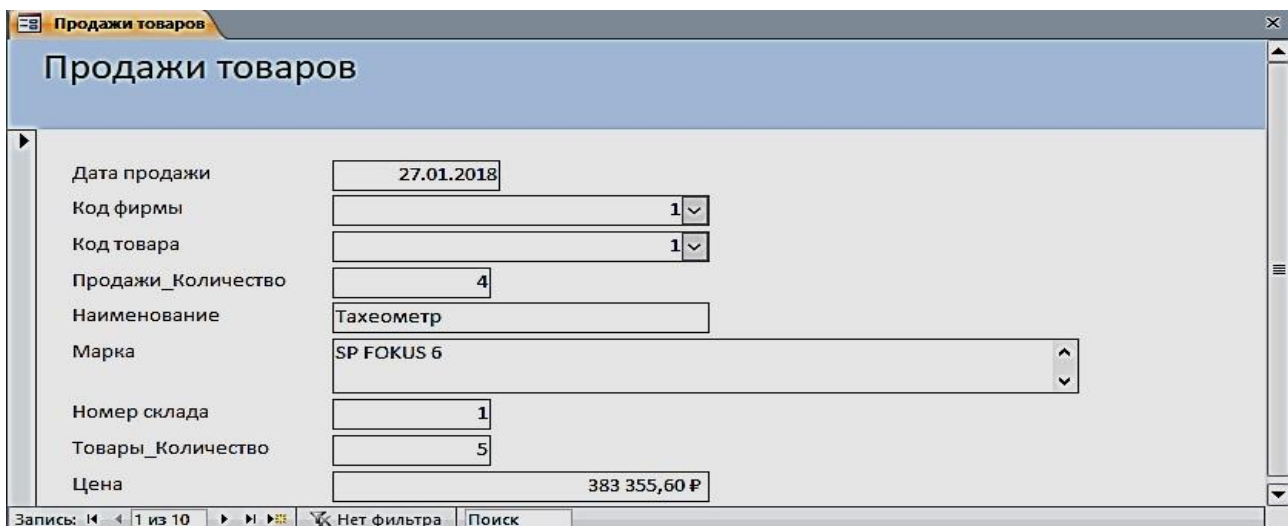 Продажи товаров
Продажи товаров
Дата продажи 27.01.2018
Код фирмы 1
Код товара 1
Продажи_Количество 4
Наименование Тахеометр
Марка SP FOKUS 6
Номер склада 1
Товары_Количество 5
Цена 383 355,60 ₽
Запись: 1 из 10 Нет фильтра Поиск